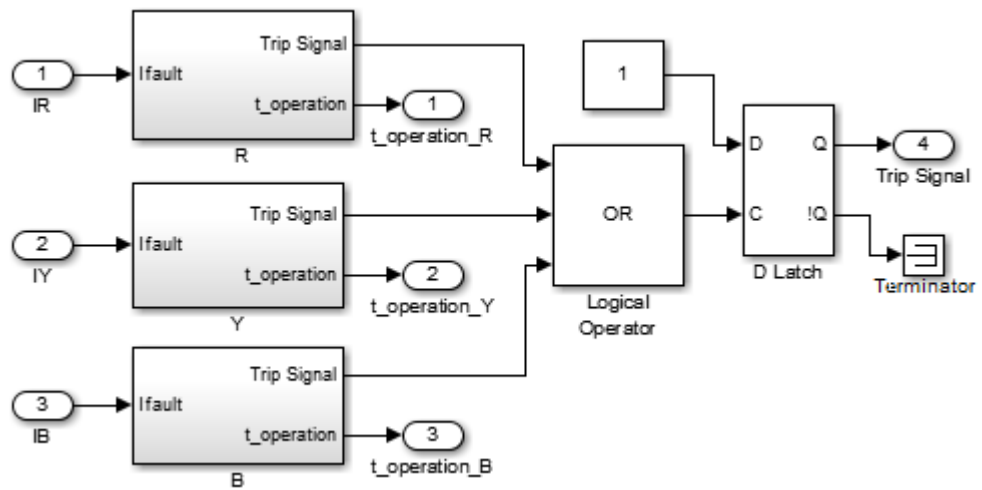 1
IR
Ifault
Trip Signal
t_operation
R
1
t_operation_R
2
IY
Ifault
Trip Signal
t_operation
Y
2
t_operation_Y
3
IB
Ifault
Trip Signal
t_operation
B
3
t_operation_B
OR
Logical
Operator
1
D
Q
C
!Q
D Latch
4
Trip Signal
Terminator